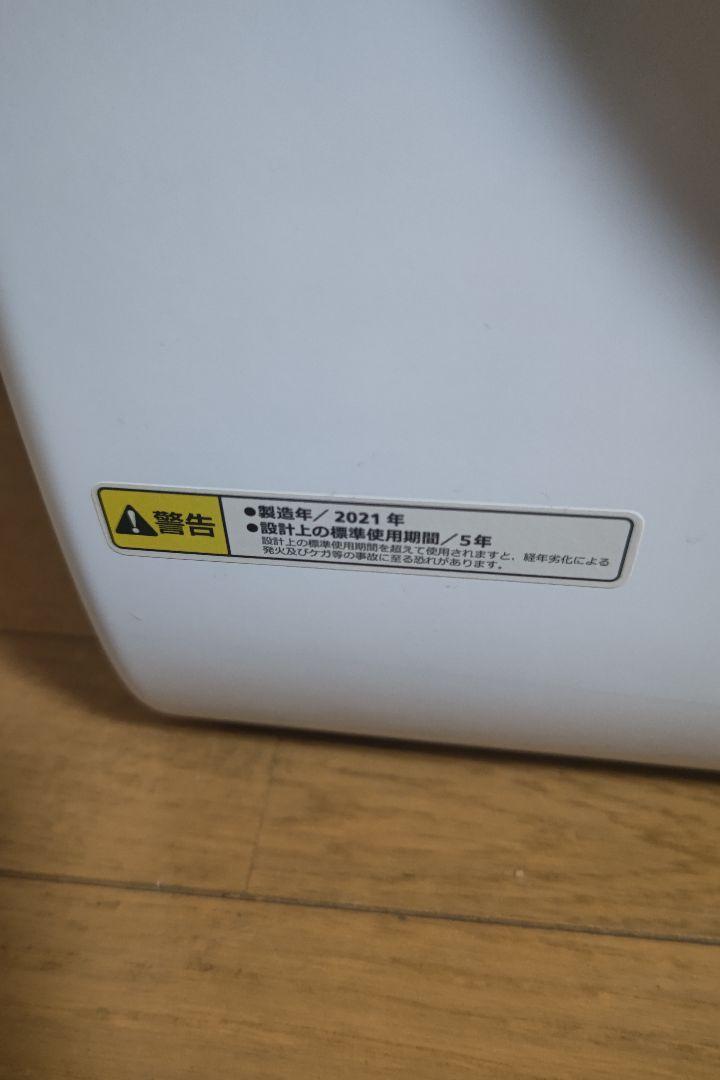 警告
●製造年/2021年
●設計上の標準使用期間/5年
設計上の標準使用期間を超えて使用されますと、経年劣化による
発火及びケガ等の事故に至る恐れがあります。